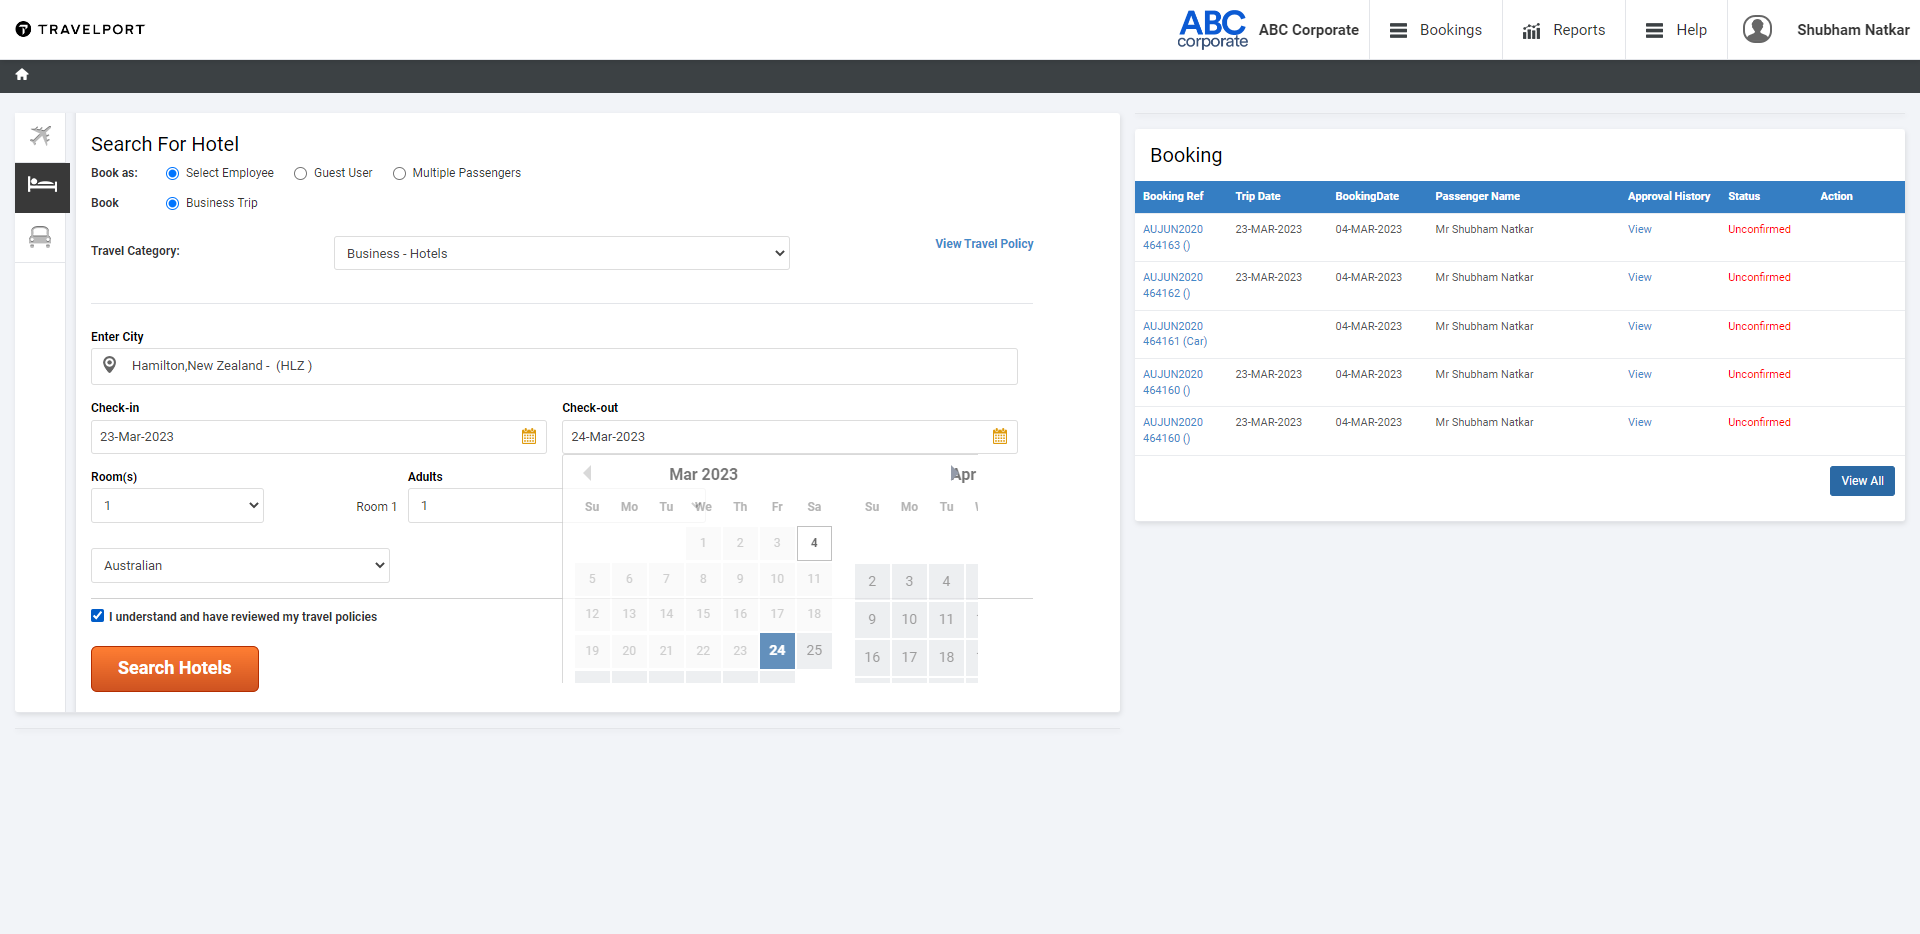 TRAVELPORT
ABC
corporate
ABC Corporate
Bookings
Reports
Help
Shubham Natkar
Search For Hotel
Book as:
Select Employee
Guest User
Multiple Passengers
Book
Business Trip
Travel Category:
Business - Hotels
View Travel Policy
Enter City
Hamilton,New Zealand - (HLZ )
Check-in
Check-out
23-Mar-2023
24-Mar-2023
Room(s)
Adults
1
Room 1
1
Australian
I understand and have reviewed my travel policies
Search Hotels
Mar 2023
Su Mo Tu We Th Fr Sa
1 2 3 4
5 6 7 8 9 10 11
12 13 14 15 16 17 18
19 20 21 22 23 24 25
Apr
Su Mo Tu
2 3 4
9 10 11
16 17 18
Booking
Booking Ref Trip Date BookingDate Passenger Name Approval History Status Action
AUJUN2020 23-MAR-2023 04-MAR-2023 Mr Shubham Natkar View Unconfirmed
464163 ()
AUJUN2020 23-MAR-2023 04-MAR-2023 Mr Shubham Natkar View Unconfirmed
464162 ()
AUJUN2020 04-MAR-2023 Mr Shubham Natkar View Unconfirmed
464161 (Car)
AUJUN2020 23-MAR-2023 04-MAR-2023 Mr Shubham Natkar View Unconfirmed
464160 ()
AUJUN2020 23-MAR-2023 04-MAR-2023 Mr Shubham Natkar View Unconfirmed
464160 ()
View All